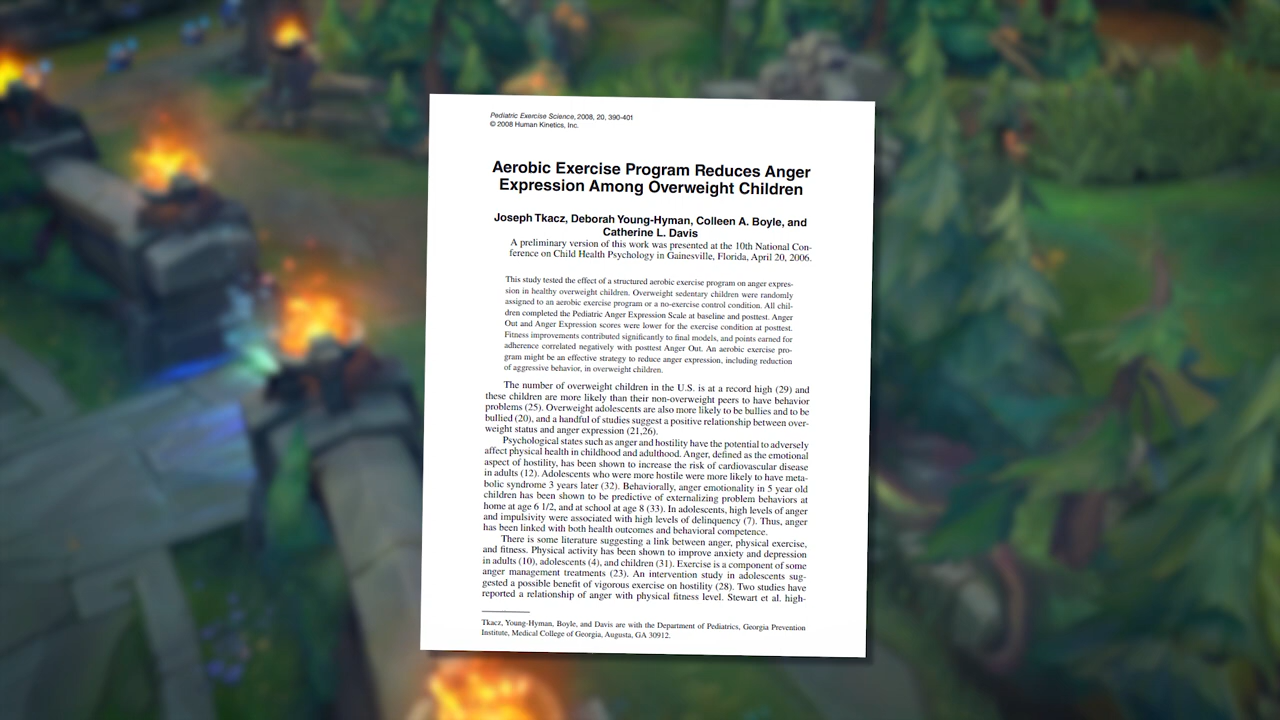 Pediatric Exercise Science, 2008, 20, 390-401
© 2008 Human Kinetics, Inc.
Aerobic Exercise Program Reduces Anger
Expression Among Overweight Children
Joseph Tkacz, Deborah Young-Hyman, Colleen A. Boyle, and
Catherine L. Davis
A preliminary version of this work was presented at the 10th National Con-
ference on Child Health Psychology in Gainesville, Florida, April 20, 2006.
This study tested the effect of a structured aerobic exercise program on anger expres-
sion in healthy overweight children. Overweight sedentary children were randomly
assigned to an aerobic exercise program or a no-exercise control condition. All chil-
dren completed the Pediatric Anger Expression Scale at baseline and posttest. Anger
Out and Anger Expression scores were lower for the exercise condition at posttest.
Fitness improvements contributed significantly to final models, and points earned for
adherence correlated negatively with posttest Anger Out. An aerobic exercise pro-
gram might be an effective strategy to reduce anger expression, including reduction
of aggressive behavior, in overweight children.
The number of overweight children in the U.S. is at a record high (29) and
these children are more likely than their non-overweight peers to have behavior
problems (25). Overweight adolescents are also more likely to be bullies and to be
bullied (20), and a handful of studies suggest a positive relationship between over-
weight status and anger expression (21,26).
Psychological states such as anger and hostility have the potential to adversely
affect physical health in childhood and adulthood. Anger, defined as the emotional
aspect of hostility, has been shown to increase the risk of cardiovascular disease
in adults (12). Adolescents who were more hostile were more likely to have meta-
bolic syndrome 3 years later (32). Behaviorally, anger emotionality in 5 year old
children has been shown to be predictive of externalizing problem behaviors at
home at age 6 1/2, and at school at age 8 (33). In adolescents, high levels of anger
and impulsivity were associated with high levels of delinquency (7). Thus, anger
has been linked with both health outcomes and behavioral competence.
There is some literature suggesting a link between anger, physical exercise,
and fitness. Physical activity has been shown to improve anxiety and depression
in adults (10), adolescents (4), and children (31). Exercise is a component of some
anger management treatments (23). An intervention study in adolescents sug-
gested a possible benefit of vigorous exercise on hostility (28). Two studies have
reported a relationship of anger with physical fitness level. Stewart et al. high-
Tkacz, Young-Hyman, Boyle, and Davis are with the Department of Pediatrics, Georgia Prevention
Institute, Medical College of Georgia, Augusta, GA 30912.